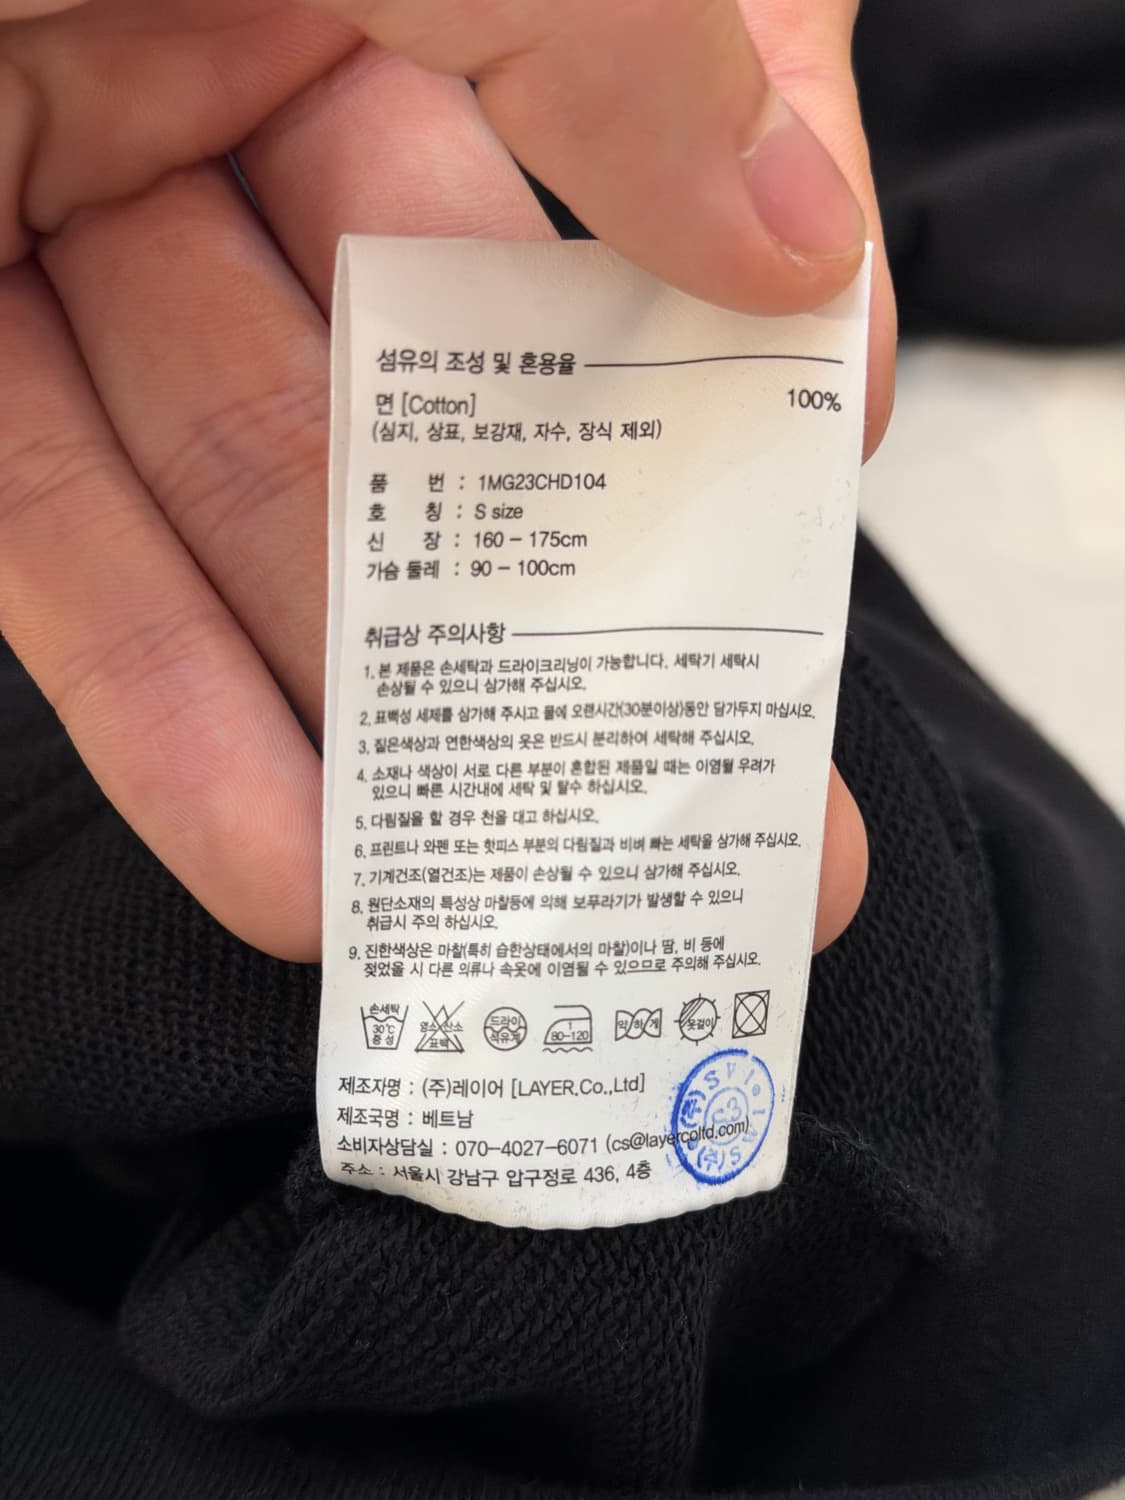 섬유의 조성 및 혼용율
면 [Cotton] 100%
(심지, 상표, 보강재, 자수, 장식 제외)
품 번 : 1MG23CHD104
호 칭 : S size
신 장 : 160 – 175cm
가슴 둘레 : 90 – 100cm
취급상 주의사항
1. 본 제품은 손세탁과 드라이크리닝이 가능합니다. 세탁기 세탁시
손상될 수 있으니 삼가해 주십시오.
2. 표백성 세제를 삼가해 주시고 물에 오랜시간(30분이상)동안 담가두지 마십시오.
3. 짙은색상과 연한색상의 옷은 반드시 분리하여 세탁해 주십시오.
4. 소재나 색상이 서로 다른 부분이 혼합된 제품일 때는 이염될 우려가
있으니 빠른 시간내에 세탁 및 탈수 하십시오.
5. 다림질을 할 경우 천을 대고 하십시오.
6. 프린트나 와펜 또는 핫피스 부분의 다림질과 비벼 빠는 세탁을 삼가해 주십시오.
7. 기계건조(열건조)는 제품이 손상될 수 있으니 삼가해 주십시오.
8. 원단소재의 특성상 마찰등에 의해 보푸라기가 발생할 수 있으니
취급시 주의 하십시오.
9. 진한색상은 마찰(특히 습한상태에서의 마찰)이나 땀, 비 등에
젖었을 시 다른 의류나 속옷에 이염될 수 있으므로 주의해 주십시오.
손세탁 30℃ 중성
염소 산소 표백
드라이 석유계
1 80–120
약하게
옷걸이
제조자명 : (주)레이어 [LAYER.Co.,Ltd]
제조국명 : 베트남
소비자상담실 : 070–4027–6071 (cs@layercoltd.com)
주소 : 서울시 강남구 압구정로 436, 4층